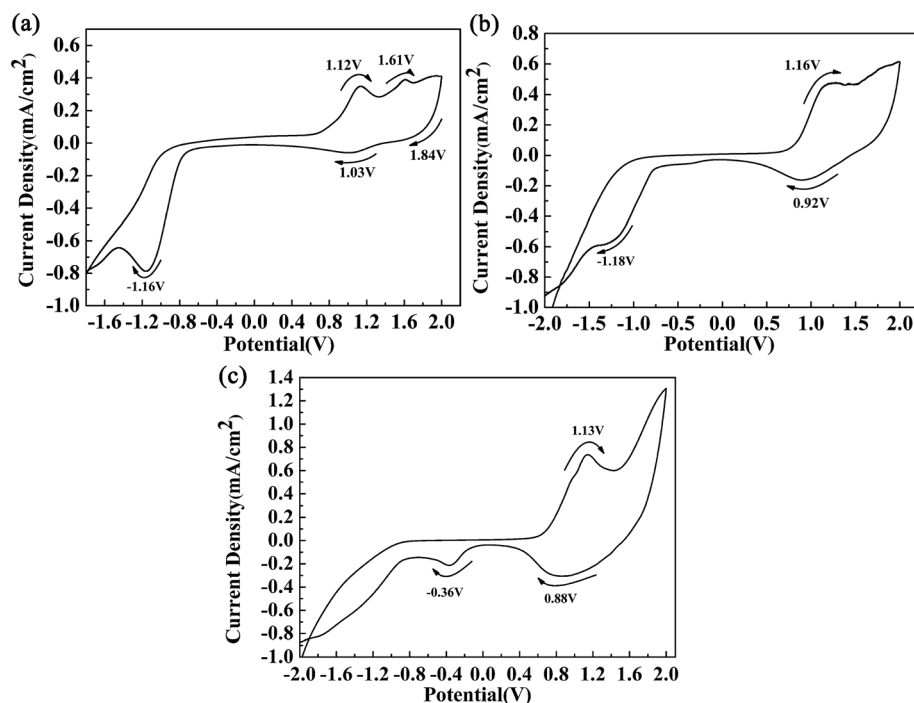 (a)
Current Density(mA/cm²)
0.6
0.4
0.2
0.0
-0.2
-0.4
-0.6
-0.8
-1.0
1.12V
1.61V
1.03V
1.84V
-1.16V
-1.6 -1.2 -0.8 -0.4 0.0 0.4 0.8 1.2 1.6 2.0
Potential(V)
(b)
Current Density(mA/cm²)
0.8
0.6
0.4
0.2
0.0
-0.2
-0.4
-0.6
-0.8
-1.0
1.16V
0.92V
-1.18V
-2.0 -1.5 -1.0 -0.5 0.0 0.5 1.0 1.5 2.0
Potential(V)
(c)
Current Density(mA/cm²)
1.4
1.2
1.0
0.8
0.6
0.4
0.2
0.0
-0.2
-0.4
-0.6
-0.8
-1.0
1.13V
-0.36V
0.88V
-2.0 -1.6 -1.2 -0.8 -0.4 0.0 0.4 0.8 1.2 1.6 2.0
Potential(V)